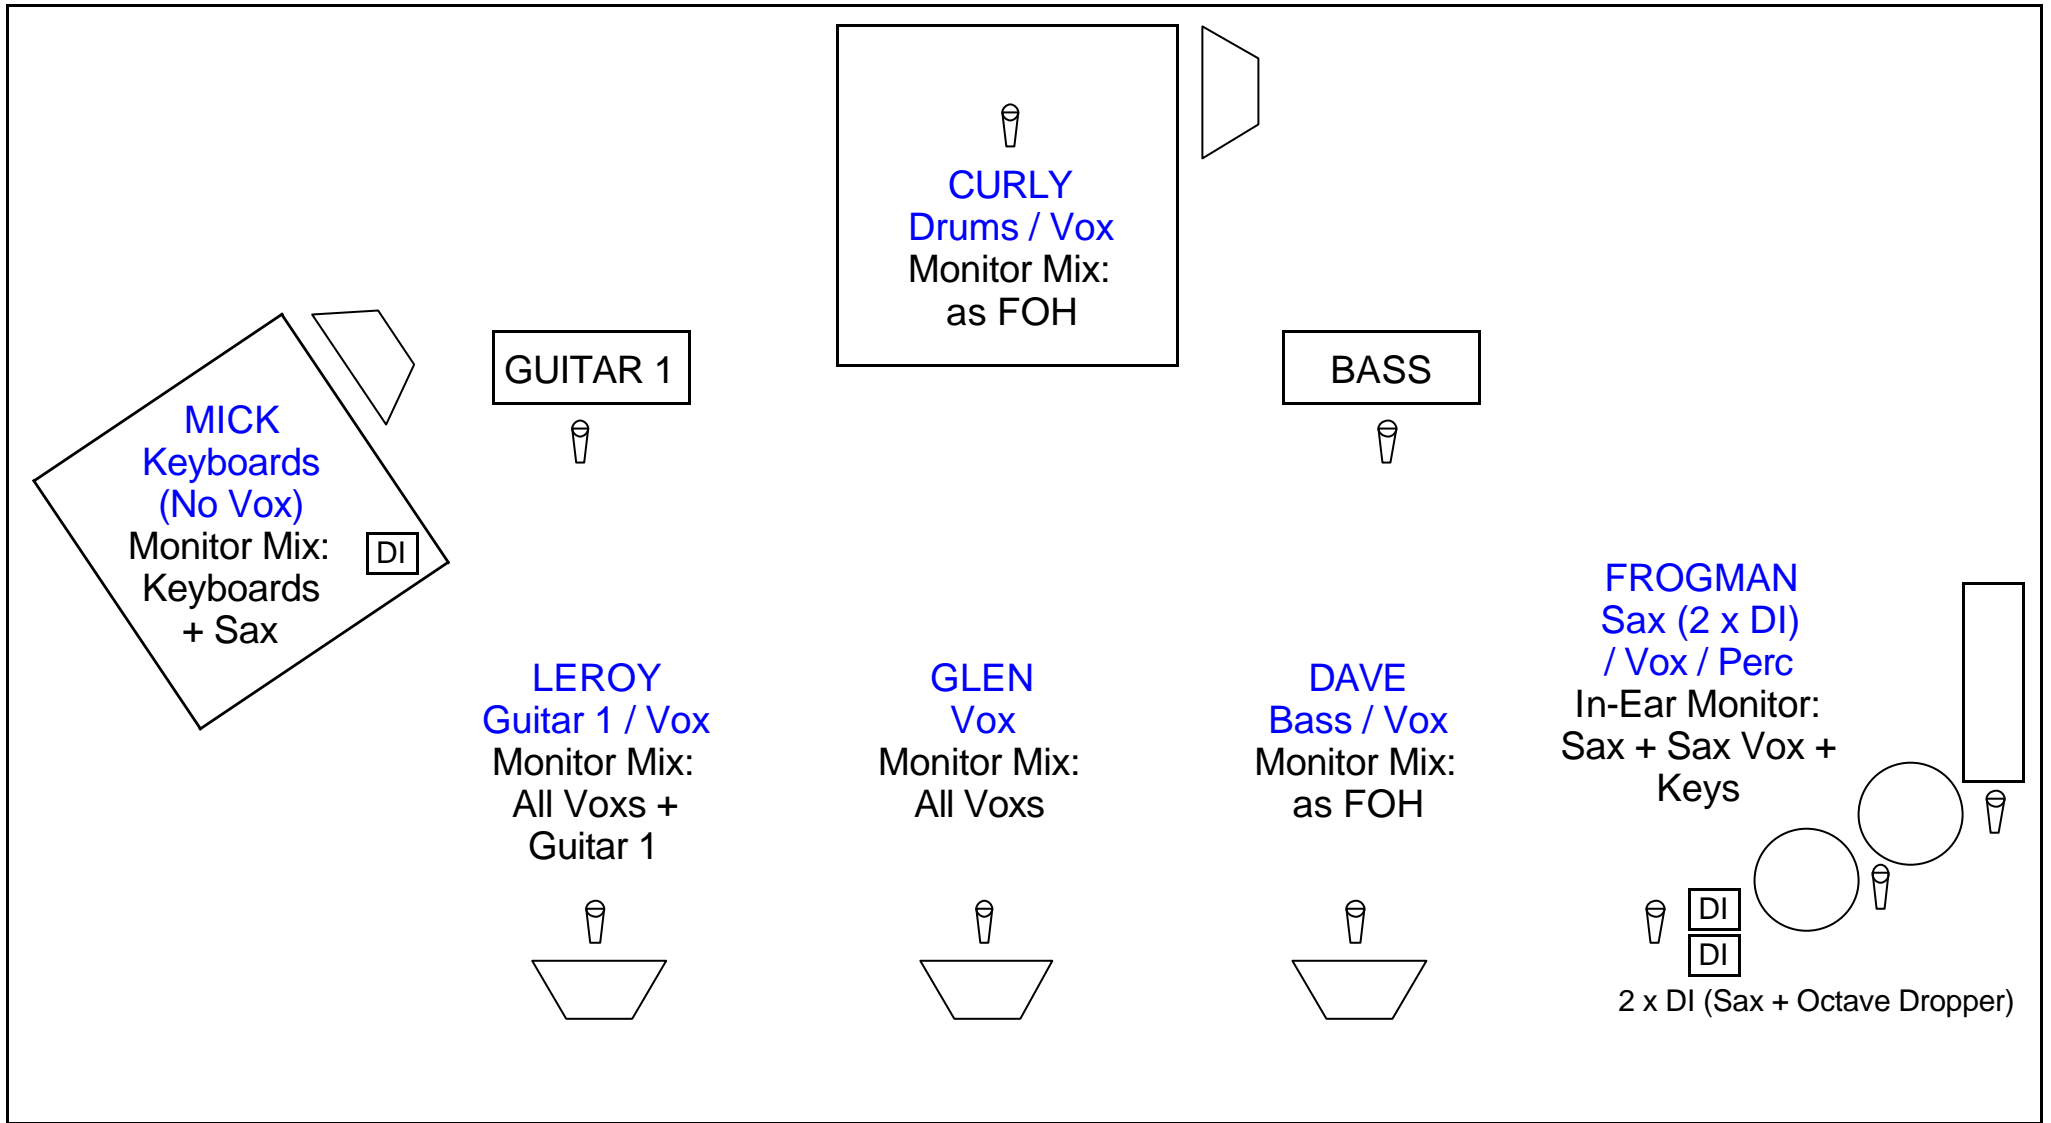 CURLY
Drums / Vox
Monitor Mix:
as FOH
GUITAR 1
BASS
MICK
Keyboards
(No Vox)
Monitor Mix:
Keyboards
+ Sax
DI
LEROY
Guitar 1 / Vox
Monitor Mix:
All Voxs +
Guitar 1
GLEN
Vox
Monitor Mix:
All Voxs
DAVE
Bass / Vox
Monitor Mix:
as FOH
FROGMAN
Sax (2 x DI)
/ Vox / Perc
In-Ear Monitor:
Sax + Sax Vox +
Keys
DI
DI
2 x DI (Sax + Octave Dropper)